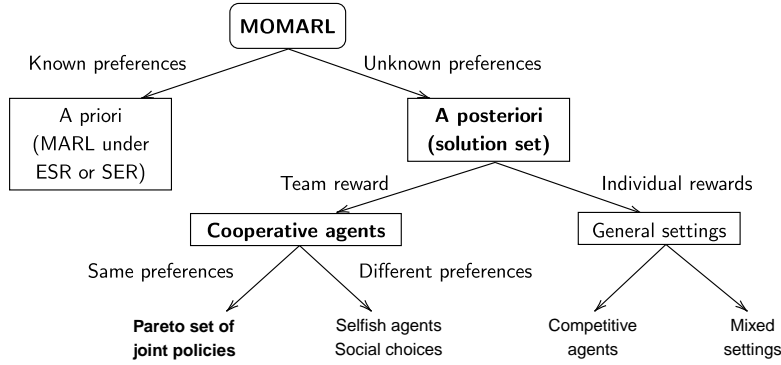 MOMARL
Known preferences
Unknown preferences
A priori
(MARL under
ESR or SER)
A posteriori
(solution set)
Team reward
Individual rewards
Cooperative agents
General settings
Same preferences
Different preferences
Pareto set of
joint policies
Selfish agents
Social choices
Competitive
agents
Mixed
settings